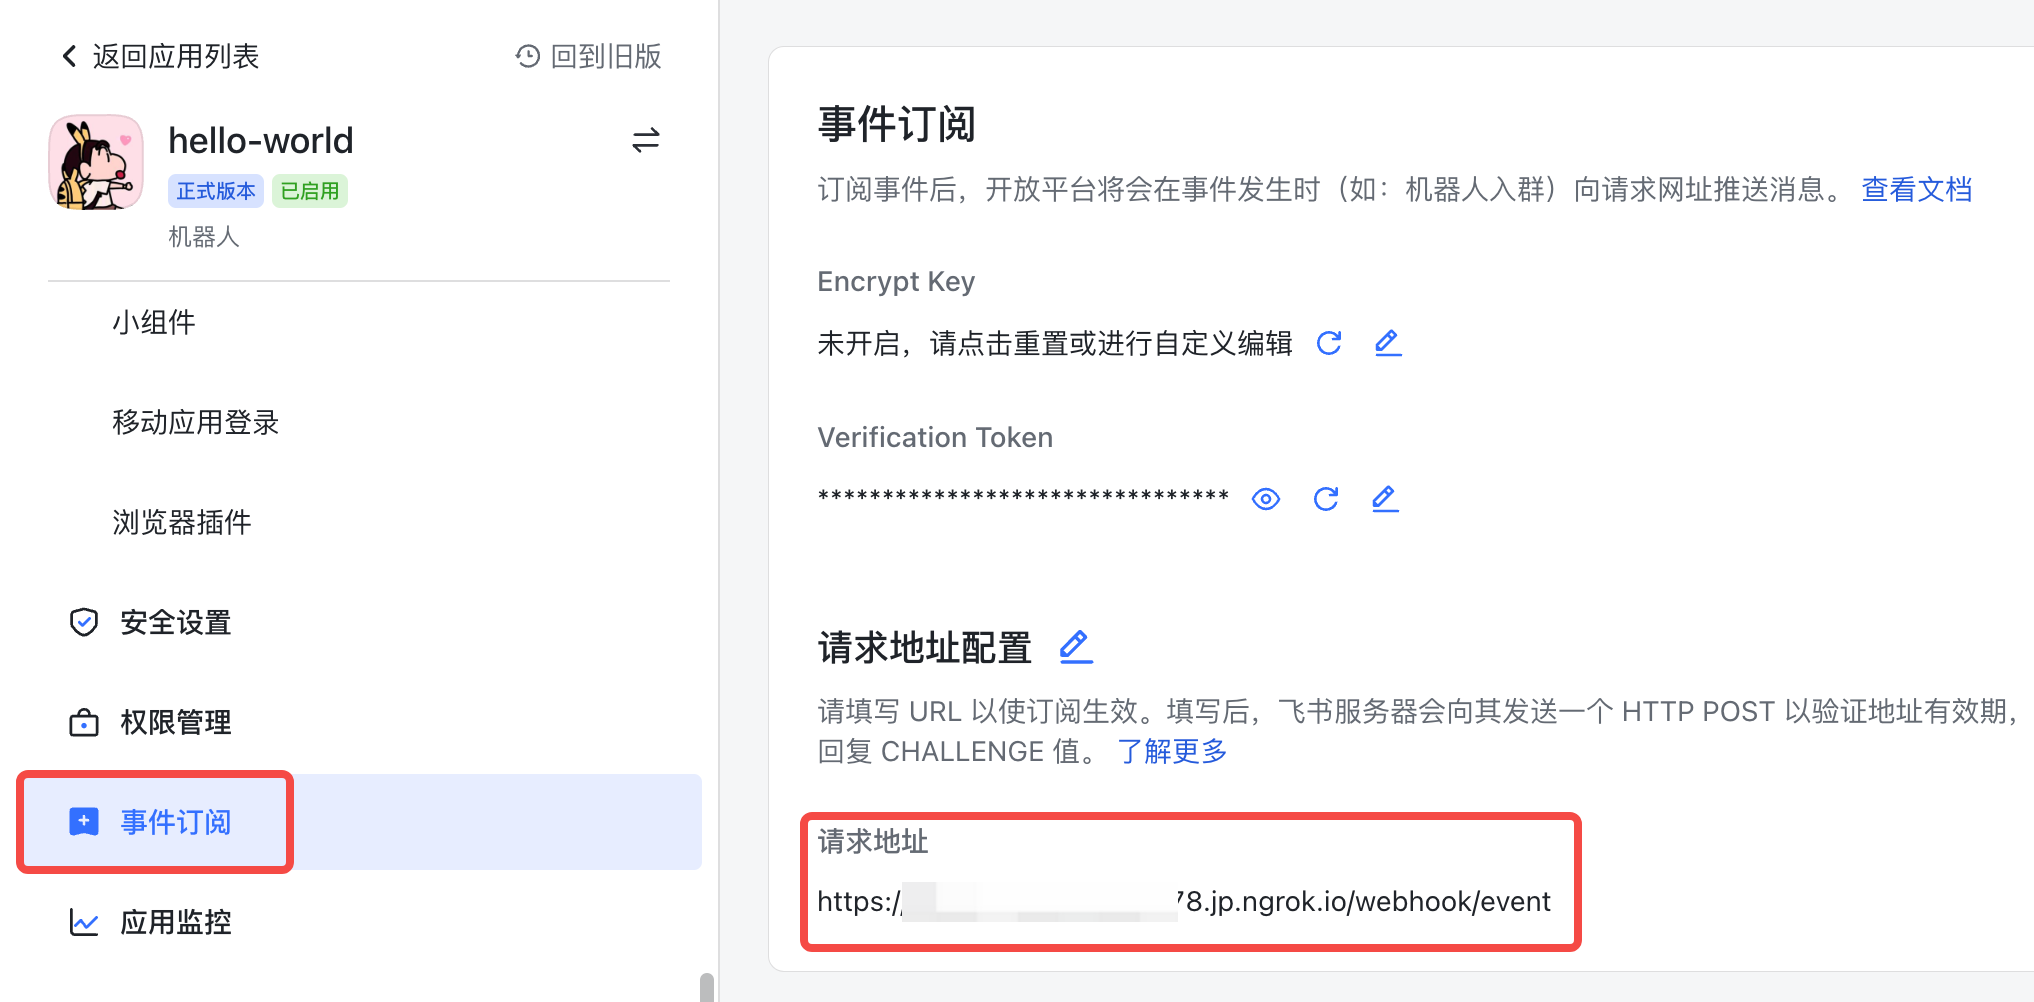 返回应用列表
回到旧版
hello-world
正式版本 已启用
机器人
小组件
移动应用登录
浏览器插件
安全设置
权限管理
事件订阅
应用监控
事件订阅
订阅事件后，开放平台将会在事件发生时（如：机器人入群）向请求网址推送消息。 查看文档
Encrypt Key
未开启，请点击重置或进行自定义编辑
Verification Token
********************************
请求地址配置
请填写 URL 以使订阅生效。填写后，飞书服务器会向其发送一个 HTTP POST 以验证地址有效期，
回复 CHALLENGE 值。 了解更多
请求地址
https:/ 78.jp.ngrok.io/webhook/event